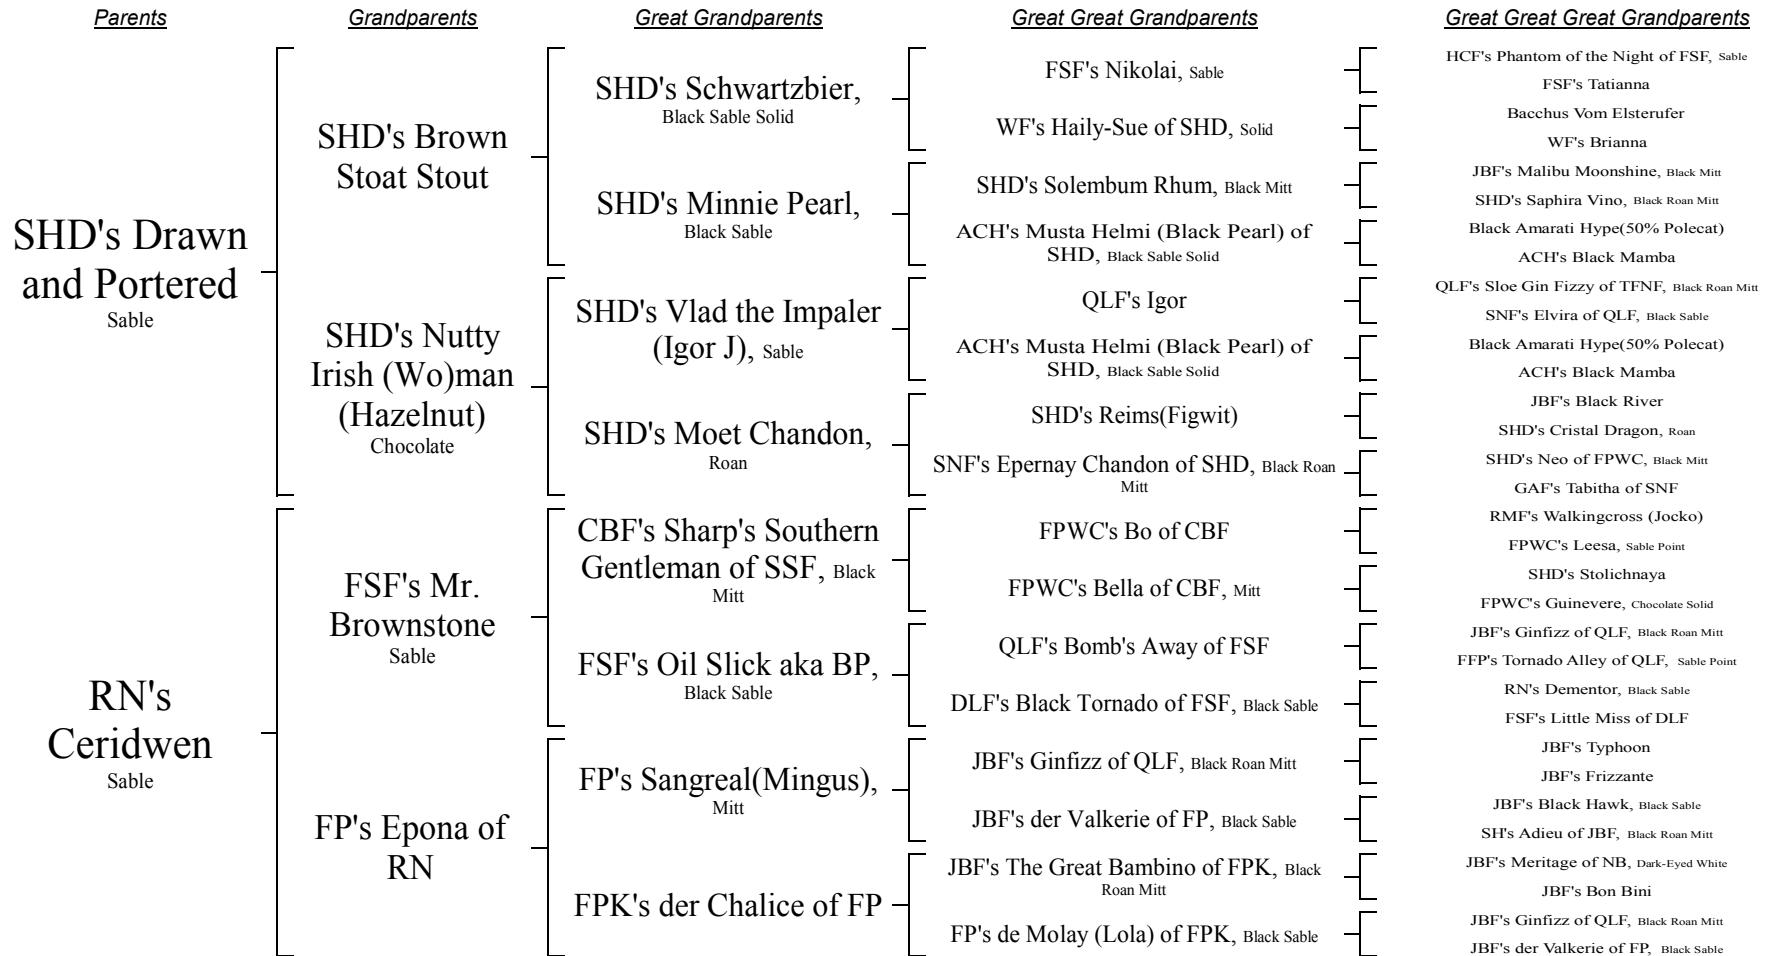 Parents
Grandparents
Great Grandparents
Great Great Grandparents
Great Great Great Grandparents
SHD's Drawn
and Portered
Sable
RN's
Ceridwen
Sable
SHD's Brown
Stoat Stout
SHD's Nutty
Irish (Wo)man
(Hazelnut)
Chocolate
FSF's Mr.
Brownstone
Sable
FP's Epona of
RN
SHD's Schwartzbier,
Black Sable Solid
SHD's Minnie Pearl,
Black Sable
SHD's Vlad the Impaler
(Igor J), Sable
SHD's Moet Chandon,
Roan
CBF's Sharp's Southern
Gentleman of SSF, Black
Mitt
FSF's Oil Slick aka BP,
Black Sable
FP's Sangreal(Mingus),
Mitt
FPK's der Chalice of FP
FSF's Nikolai, Sable
WF's Haily-Sue of SHD, Solid
SHD's Solembum Rhum, Black Mitt
ACH's Musta Helmi (Black Pearl) of
SHD, Black Sable Solid
QLF's Igor
ACH's Musta Helmi (Black Pearl) of
SHD, Black Sable Solid
SHD's Reims(Figwit)
SNF's Epernay Chandon of SHD, Black Roan
Mitt
FPWC's Bo of CBF
FPWC's Bella of CBF, Mitt
QLF's Bomb's Away of FSF
DLF's Black Tornado of FSF, Black Sable
JBF's Ginfizz of QLF, Black Roan Mitt
JBF's der Valkerie of FP, Black Sable
JBF's The Great Bambino of FPK, Black
Roan Mitt
FP's de Molay (Lola) of FPK, Black Sable
HCF's Phantom of the Night of FSF, Sable
FSF's Tatianna
Bacchus Vom Elsterufer
WF's Brianna
JBF's Malibu Moonshine, Black Mitt
SHD's Saphira Vino, Black Roan Mitt
Black Amarati Hype(50% Polecat)
ACH's Black Mamba
QLF's Sloe Gin Fizzy of TFNF, Black Roan Mitt
SNF's Elvira of QLF, Black Sable
Black Amarati Hype(50% Polecat)
ACH's Black Mamba
JBF's Black River
SHD's Cristal Dragon, Roan
SHD's Neo of FPWC, Black Mitt
GAF's Tabitha of SNF
RMF's Walkingcross (Jocko)
FPWC's Leesa, Sable Point
SHD's Stolichnaya
FPWC's Guinevere, Chocolate Solid
JBF's Ginfizz of QLF, Black Roan Mitt
FFP's Tornado Alley of QLF, Sable Point
RN's Dementor, Black Sable
FSF's Little Miss of DLF
JBF's Typhoon
JBF's Frizzante
JBF's Black Hawk, Black Sable
SH's Adieu of JBF, Black Roan Mitt
JBF's Meritage of NB, Dark-Eyed White
JBF's Bon Bini
JBF's Ginfizz of QLF, Black Roan Mitt
JBF's der Valkerie of FP, Black Sable